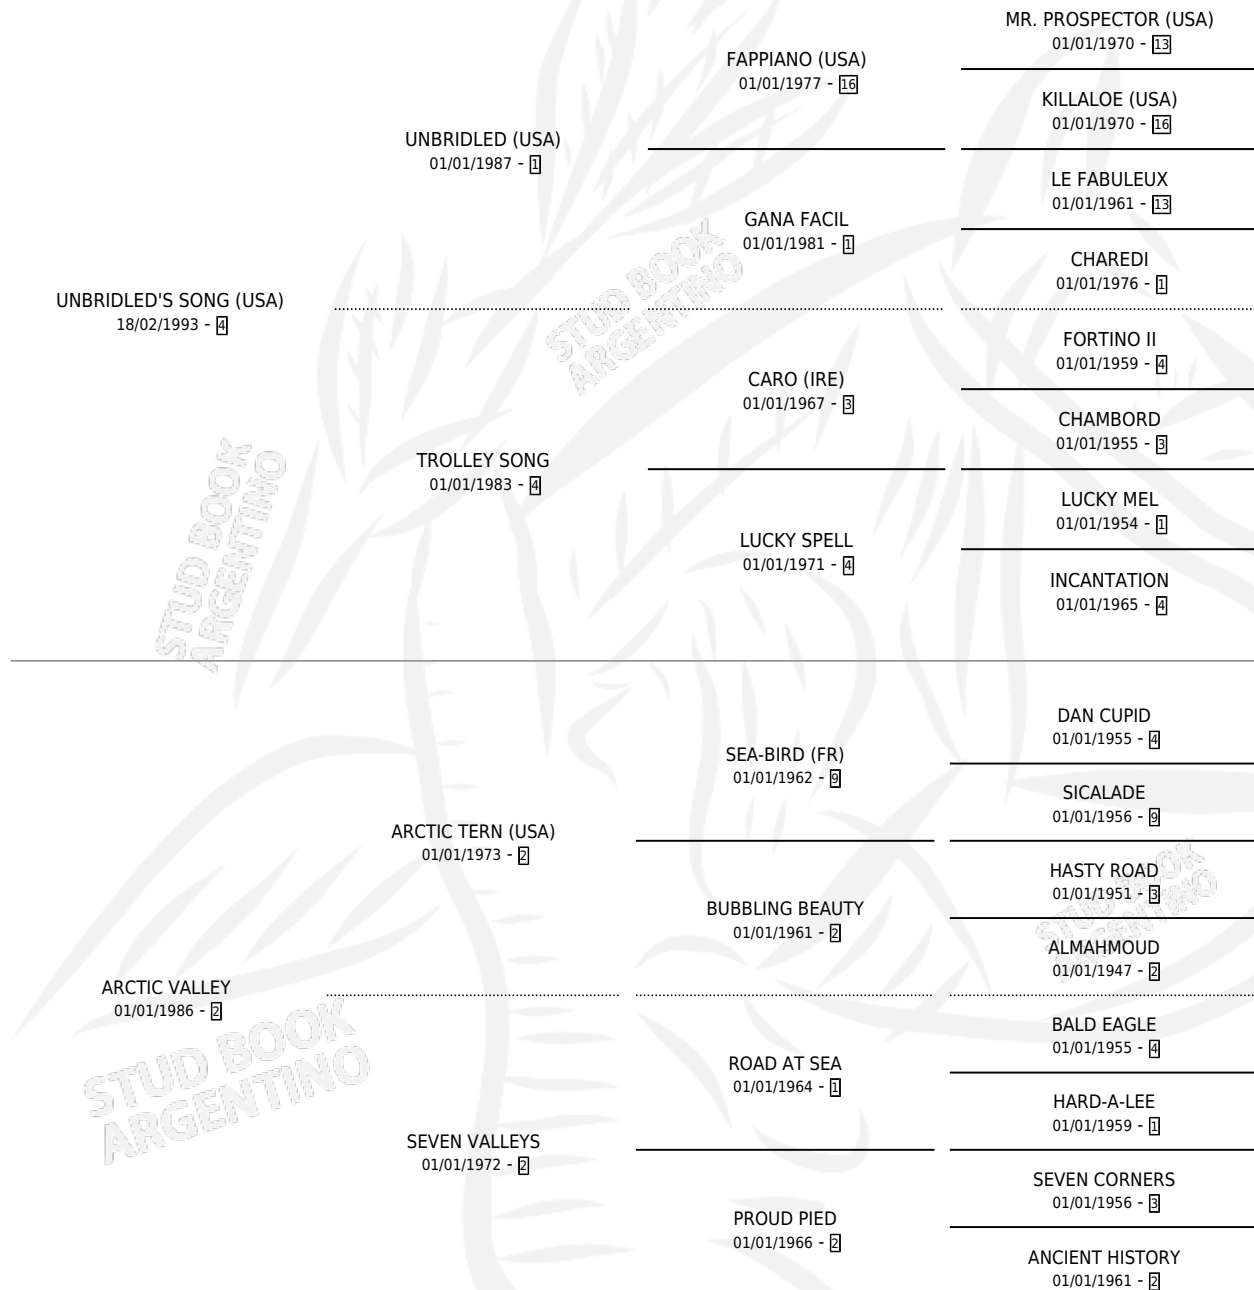 MR. PROSPECTOR (USA)
01/01/1970 - 13
FAPPIANO (USA)
01/01/1977 - 16
KILLALOE (USA)
01/01/1970 - 16
UNBRIDLED (USA)
01/01/1987 - 1
LE FABULEUX
01/01/1961 - 13
GANA FACIL
01/01/1981 - 1
CHAREDI
01/01/1976 - 1
UNBRIDLED'S SONG (USA)
18/02/1993 - 4
FORTINO II
01/01/1959 - 4
CARO (IRE)
01/01/1967 - 3
CHAMBORD
01/01/1955 - 3
TROLLEY SONG
01/01/1983 - 4
LUCKY MEL
01/01/1954 - 1
LUCKY SPELL
01/01/1971 - 4
INCANTATION
01/01/1965 - 4
DAN CUPID
01/01/1955 - 4
SEA-BIRD (FR)
01/01/1962 - 9
SICALADE
01/01/1956 - 9
ARCTIC TERN (USA)
01/01/1973 - 2
HASTY ROAD
01/01/1951 - 3
BUBBLING BEAUTY
01/01/1961 - 2
ALMAHMOUD
01/01/1947 - 2
ARCTIC VALLEY
01/01/1986 - 2
BALD EAGLE
01/01/1955 - 4
ROAD AT SEA
01/01/1964 - 1
HARD-A-LEE
01/01/1959 - 1
SEVEN VALLEYS
01/01/1972 - 2
SEVEN CORNERS
01/01/1956 - 3
PROUD PIED
01/01/1966 - 2
ANCIENT HISTORY
01/01/1961 - 2
STUD BOOK
ARGENTINO
STUD BOOK
ARGENTINO
STUD BOOK
ARGENTINO
STUD BOOK
ARGENTINO